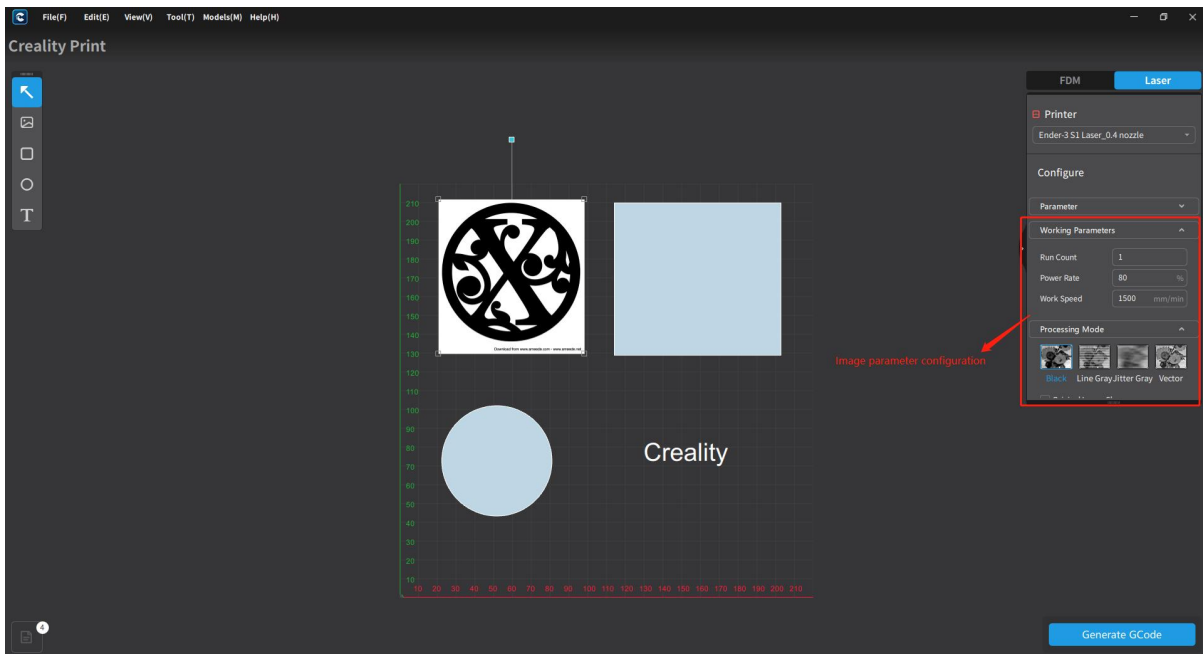 File(F) Edit(E) View(V) Tool(T) Models(M) Help(H)
Creality Print
FDM Laser
Printer
Ender-3 S1 Laser_0.4 nozzle
Configure
Parameter
Working Parameters
Run Count 1
Power Rate 80 %
Work Speed 1500 mm/min
Processing Mode
Black Line Gray Jitter Gray Vector
Image parameter configuration
T
X
210
200
190
180
170
160
150
140
130
120
110
100
90
80
70
60
50
40
30
20
10
Download from www.
Creality
10 20 30 40 50 60 70 80 90 100 110 120 130 140 150 160 170 180 190 200 210
4
Generate GCode